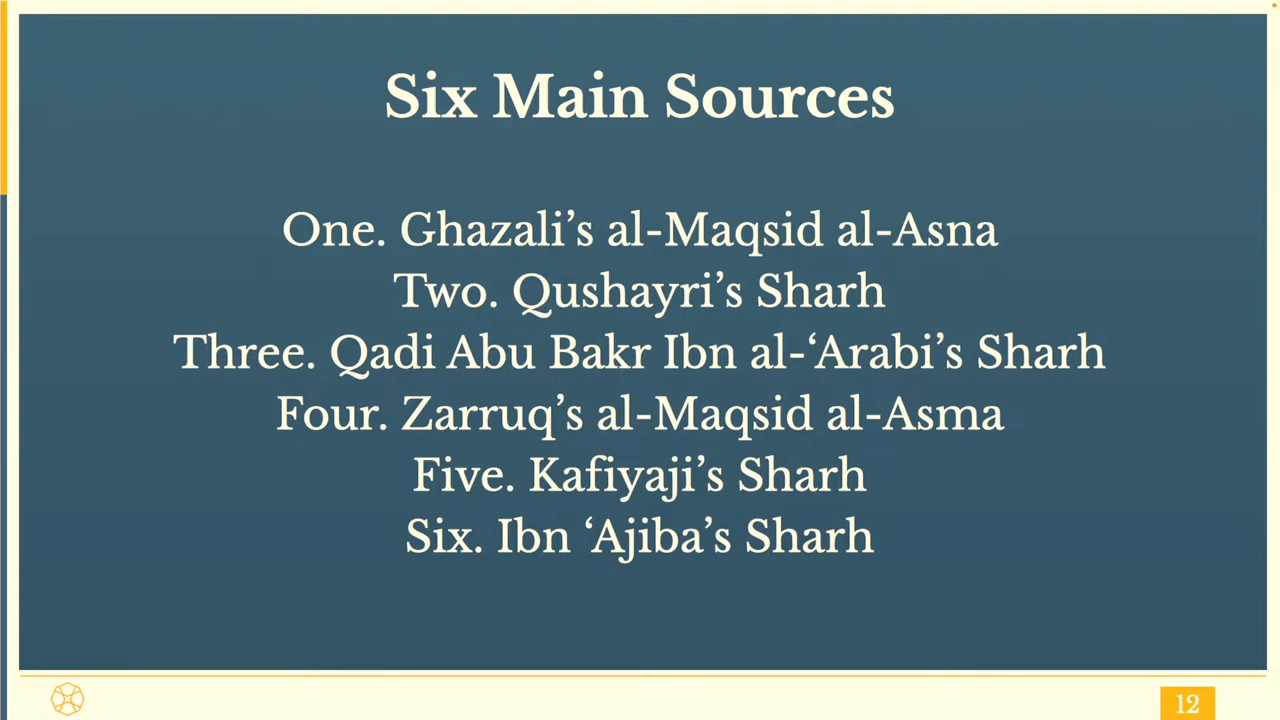 Six Main Sources
One. Ghazali’s al-Maqsid al-Asna
Two. Qushayri’s Sharh
Three. Qadi Abu Bakr Ibn al-‘Arabi’s Sharh
Four. Zarruq’s al-Maqsid al-Asma
Five. Kafiyaji’s Sharh
Six. Ibn ‘Ajiba’s Sharh
12